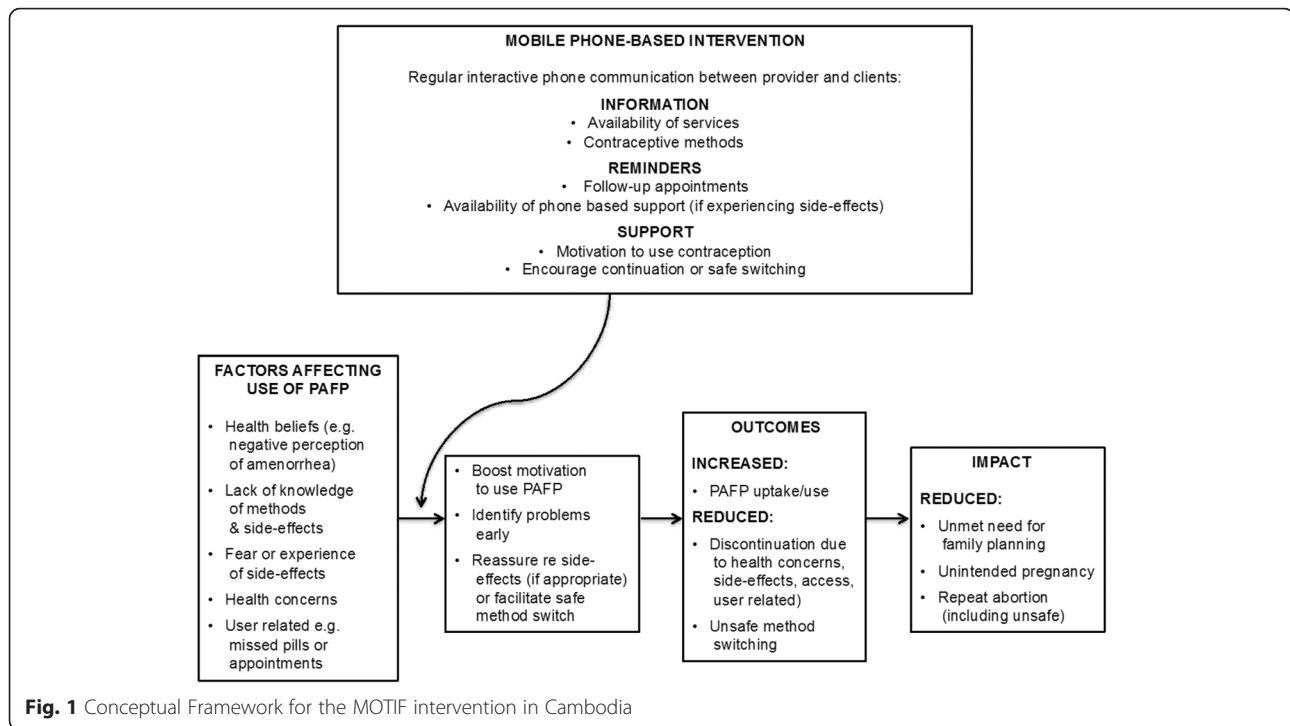 MOBILE PHONE-BASED INTERVENTION
Regular interactive phone communication between provider and clients:
INFORMATION
• Availability of services
• Contraceptive methods
REMINDERS
• Follow-up appointments
• Availability of phone based support (if experiencing side-effects)
SUPPORT
• Motivation to use contraception
• Encourage continuation or safe switching
FACTORS AFFECTING
USE OF PAFP
• Health beliefs (e.g.
negative perception
of amenorrhea)
• Lack of knowledge
of methods
& side-effects
• Fear or experience
of side-effects
• Health concerns
• User related e.g.
missed pills or
appointments
• Boost motivation
to use PAFP
• Identify problems
early
• Reassure re side-
effects (if appropriate)
or facilitate safe
method switch
OUTCOMES
INCREASED:
• PAFP uptake/use
REDUCED:
• Discontinuation due
to health concerns,
side-effects, access,
user related)
• Unsafe method
switching
IMPACT
REDUCED:
• Unmet need for
family planning
• Unintended pregnancy
• Repeat abortion
(including unsafe)
Fig. 1 Conceptual Framework for the MOTIF intervention in Cambodia